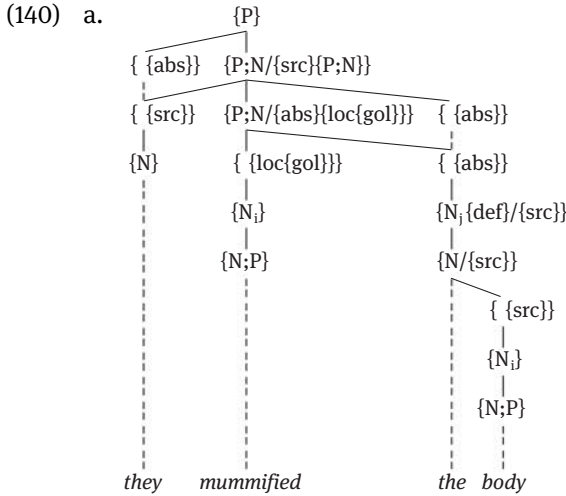 (140) a. {P}
{ {abs}} {P;N/{src}{P;N}}
{ {src}} {P;N/{abs}{loc{gol}}} { {abs}}
{N} { {loc{gol}}} { {abs}}
{Nᵢ} {Nⱼ{def}/{src}}
{N;P} {N/{src}}
{ {src}}
{Nᵢ}
{N;P}
they mummified the body